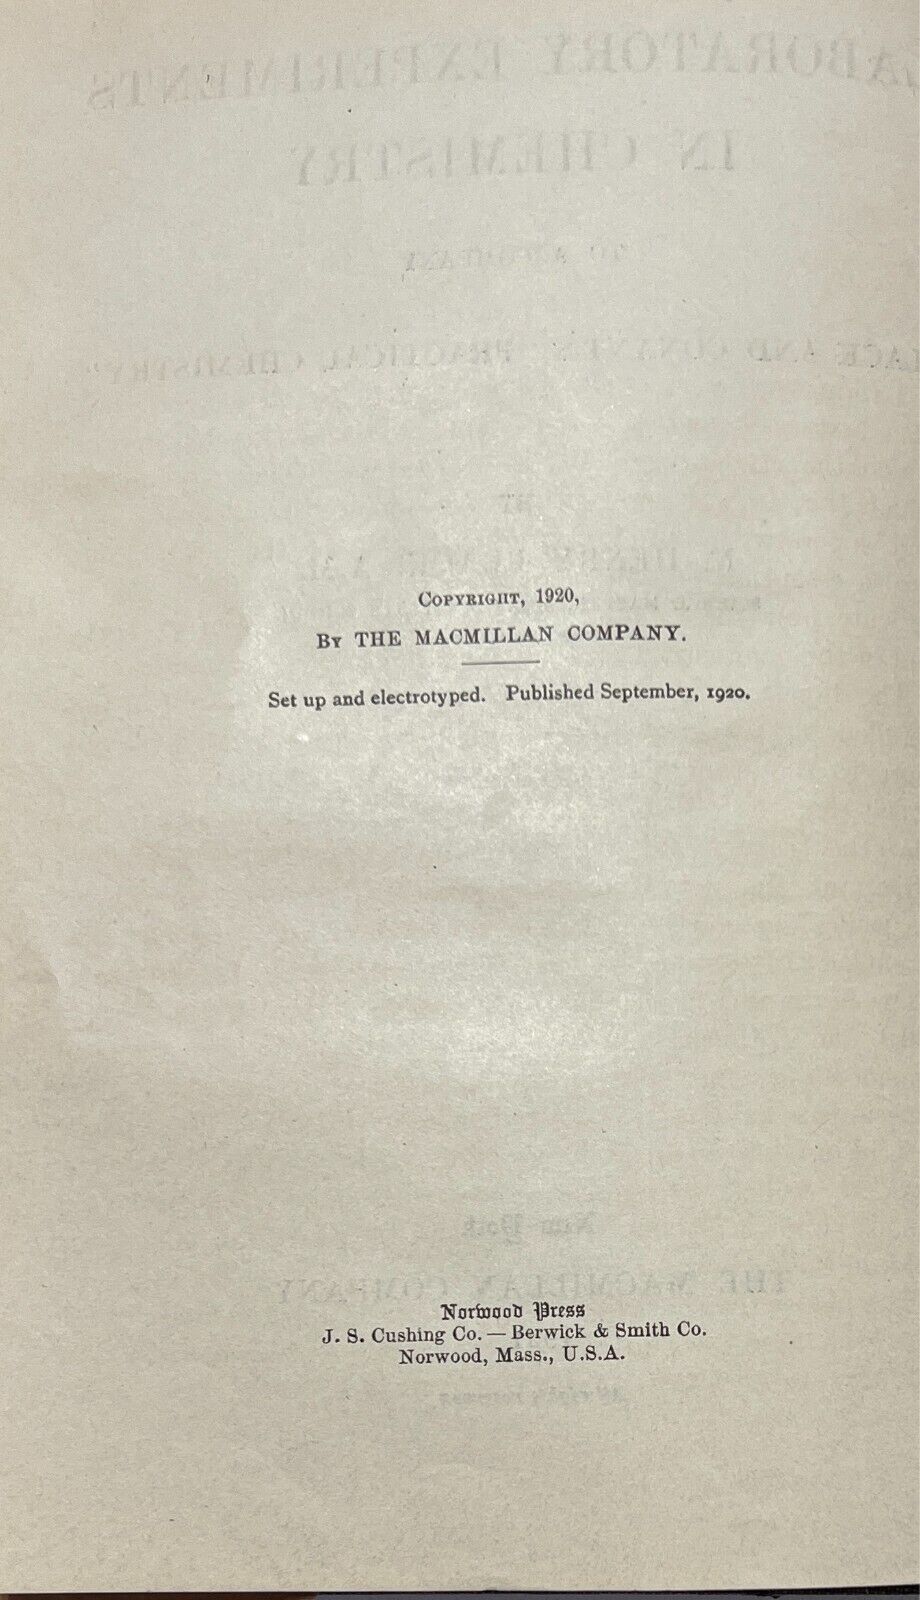 COPYRIGHT, 1920,
BY THE MACMILLAN COMPANY.
Set up and electrotyped. Published September, 1920.
Norwood Press
J. S. Cushing Co. — Berwick & Smith Co.
Norwood, Mass., U.S.A.